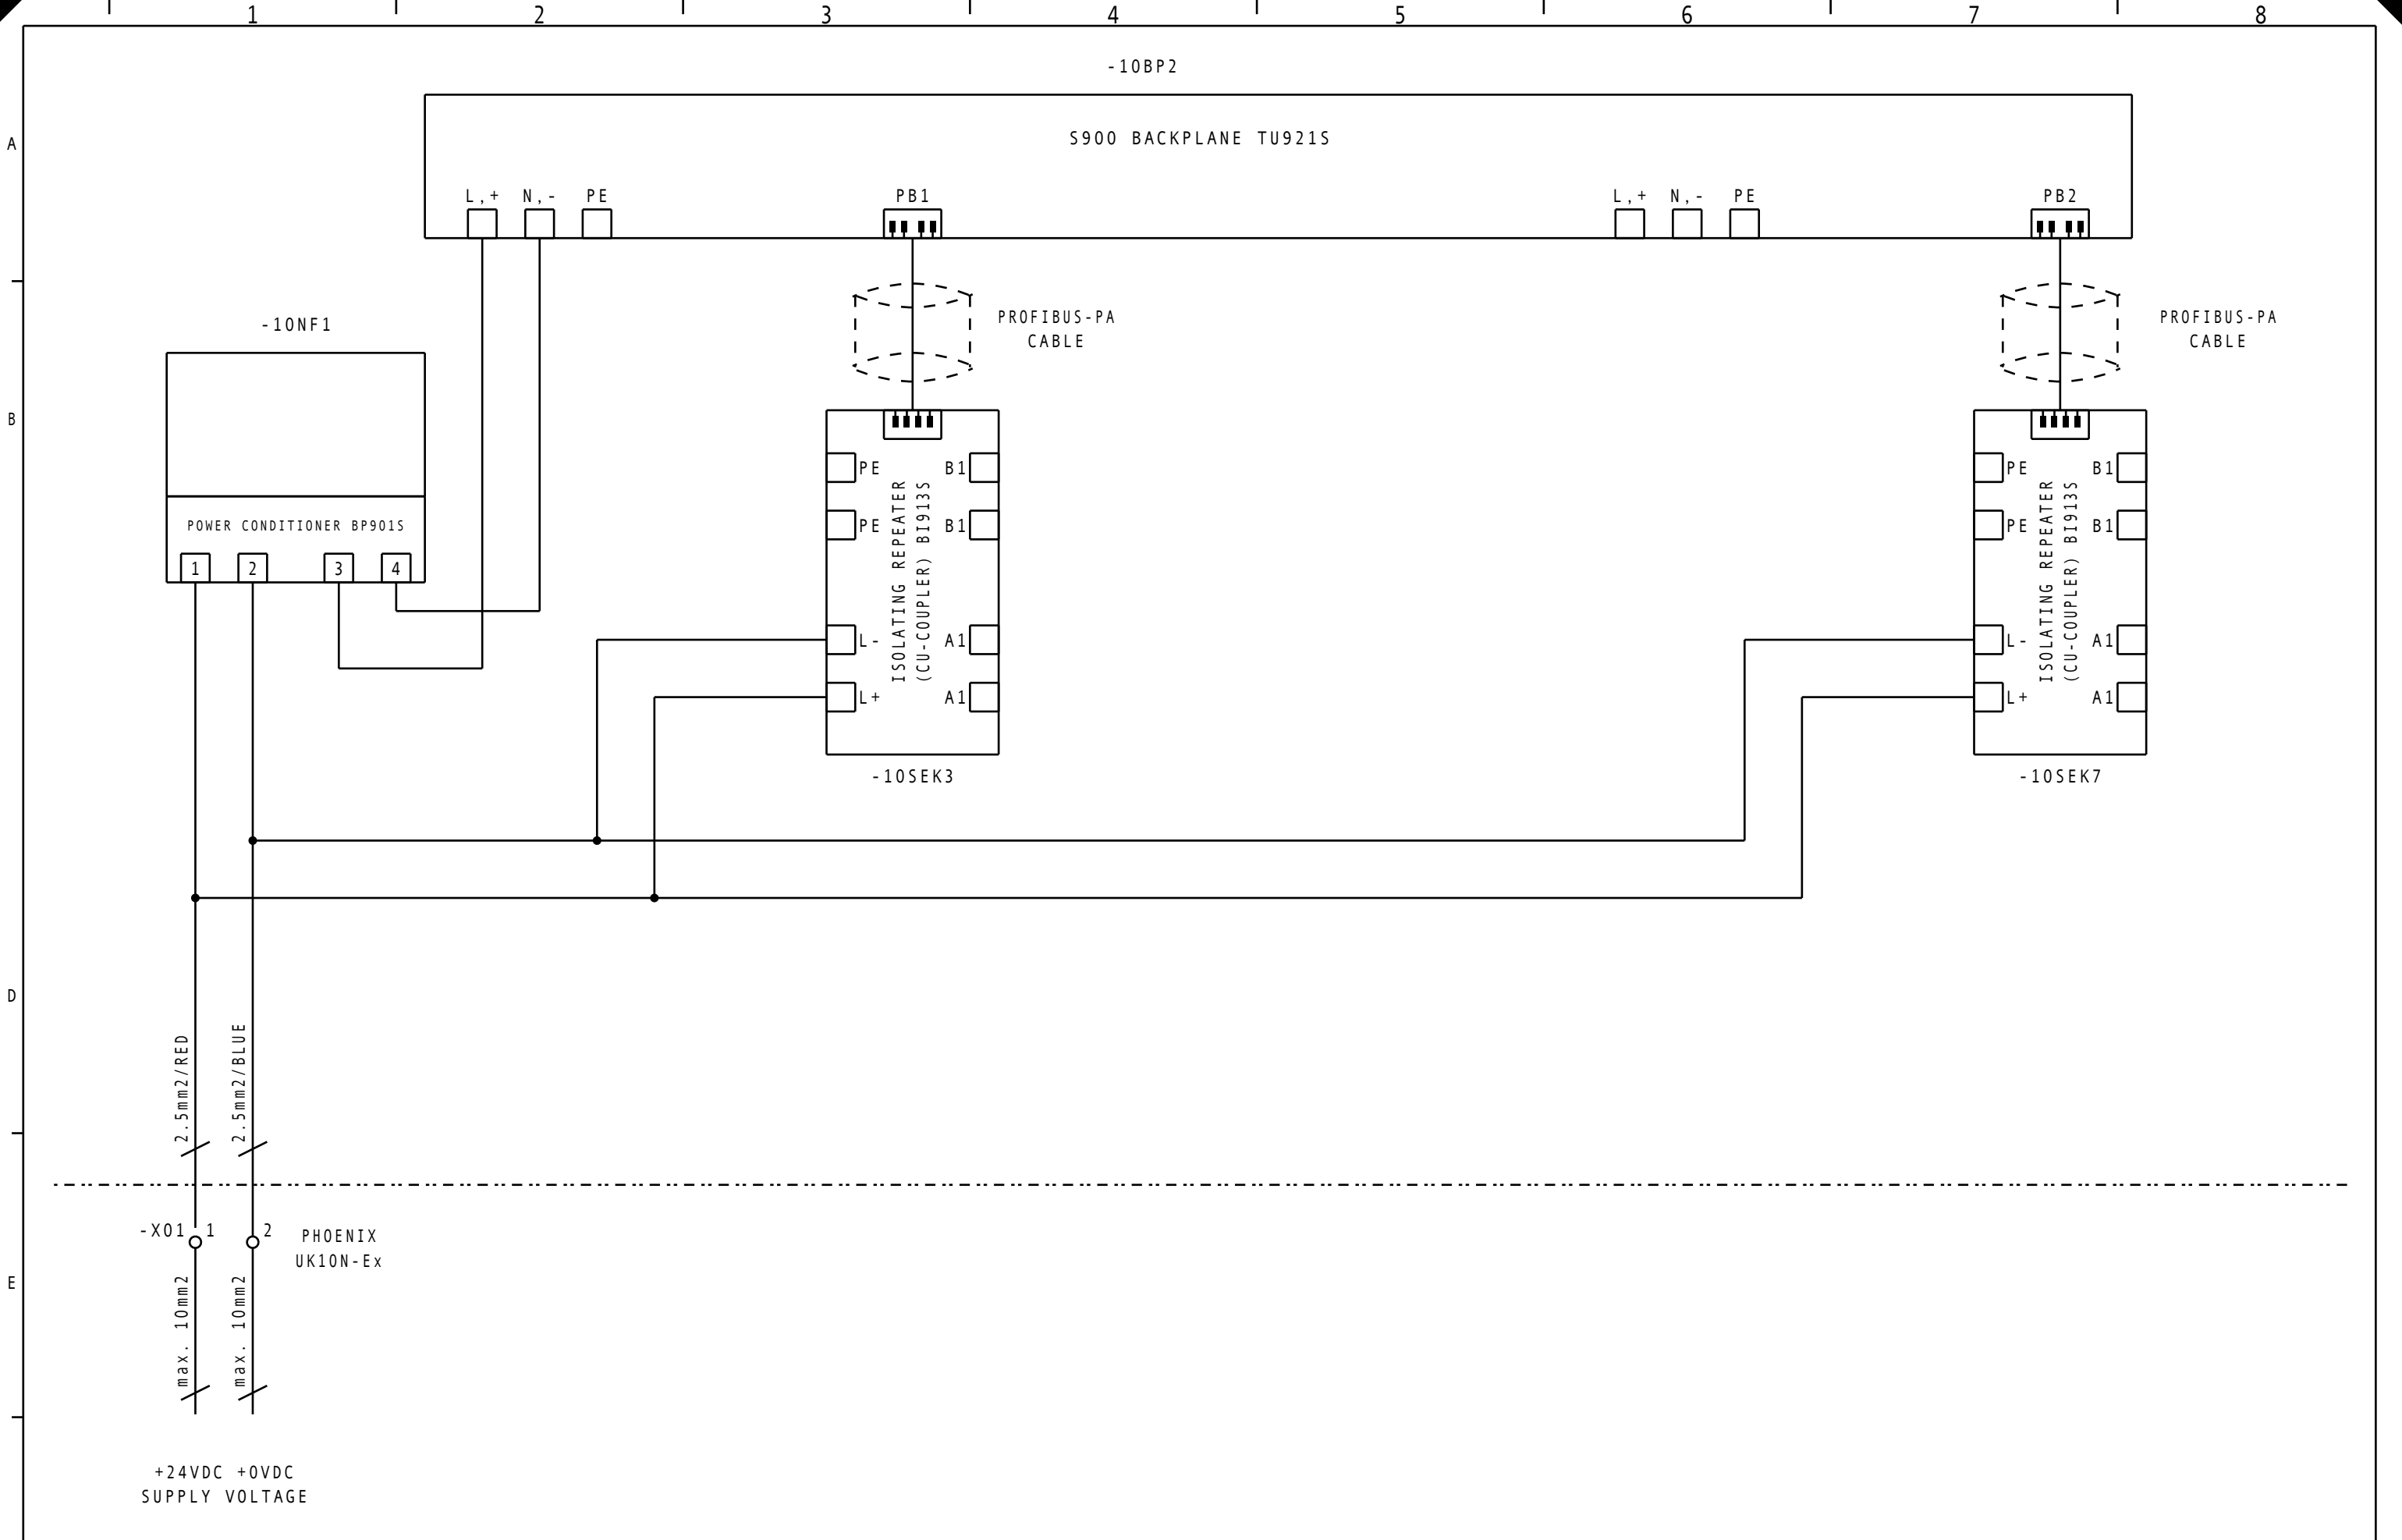 1 2 3 4 5 6 7 8
-10BP2
A
S900 BACKPLANE TU921S
L,+ N,- PE PB1 L,+ N,- PE PB2
-10NF1
PROFIBUS-PA
CABLE
PROFIBUS-PA
CABLE
B
POWER CONDITIONER BP901S
1 2 3 4
PE B1
PE B1
L- A1
L+ A1
ISOLATING REPEATER
(CU-COUPLER) BI913S
-10SEK3
PE B1
PE B1
L- A1
L+ A1
ISOLATING REPEATER
(CU-COUPLER) BI913S
-10SEK7
D
2.5mm2/RED
2.5mm2/BLUE
-X01 1 2
PHOENIX
UK10N-Ex
E
max. 10mm2
max. 10mm2
+24VDC +0VDC
SUPPLY VOLTAGE